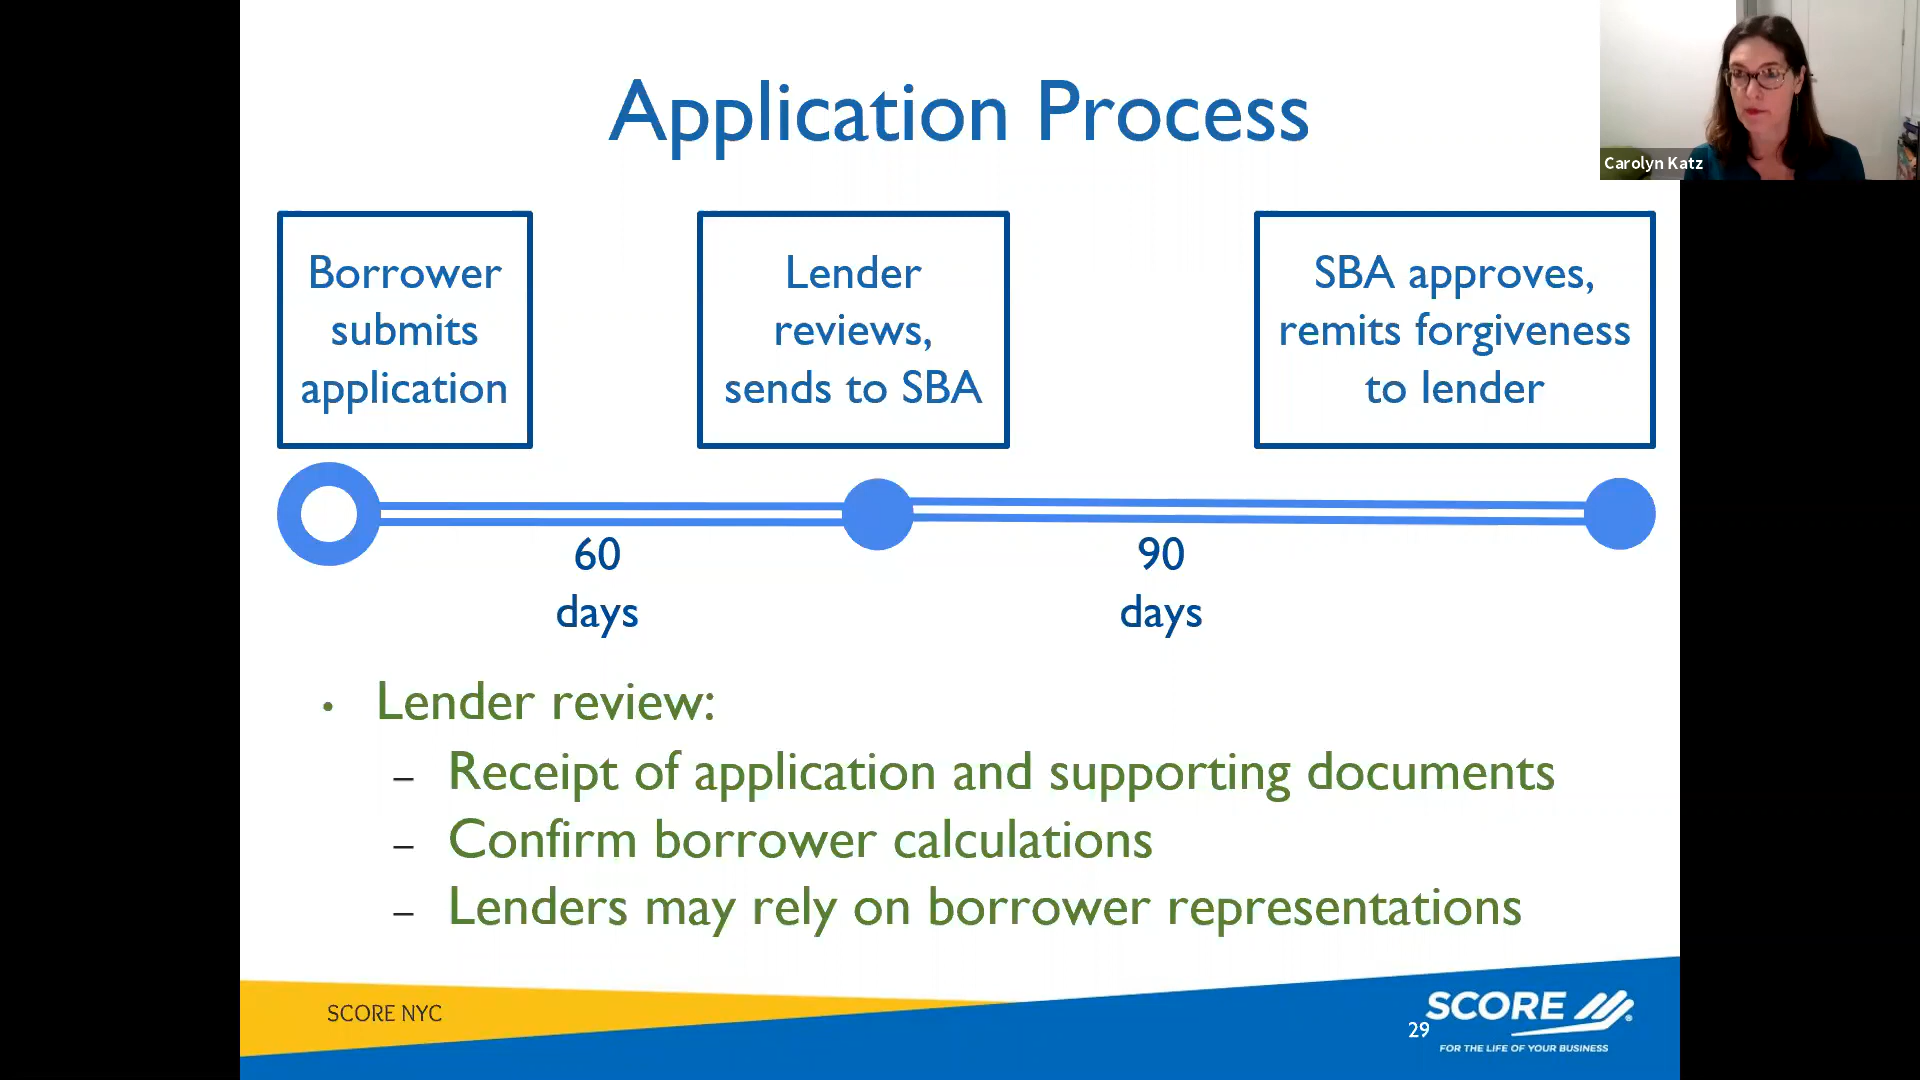 Application Process
Carolyn Katz
Borrower
submits
application
Lender
reviews,
sends to SBA
SBA approves,
remits forgiveness
to lender
60
days
90
days
• Lender review:
– Receipt of application and supporting documents
– Confirm borrower calculations
– Lenders may rely on borrower representations
SCORE NYC
29
SCORE
®
FOR THE LIFE OF YOUR BUSINESS